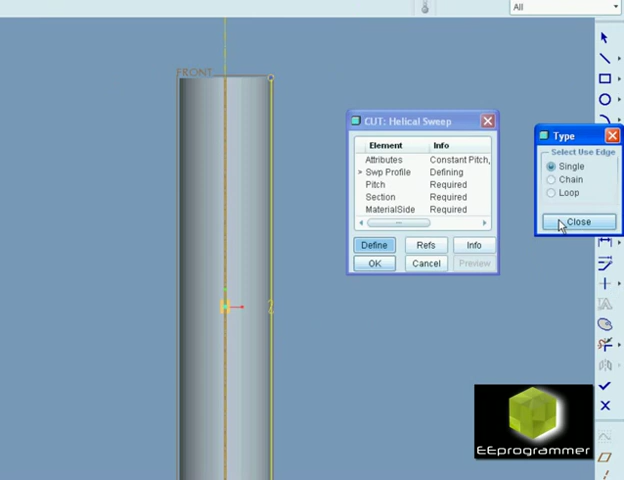 All
FRONT
CUT: Helical Sweep
Element Info
Attributes Constant Pitch,
> Swp Profile Defining
Pitch Required
Section Required
MaterialSide Required
Define Refs Info
OK Cancel Preview
Type
Select Use Edge
Single
Chain
Loop
Close
EEprogrammer